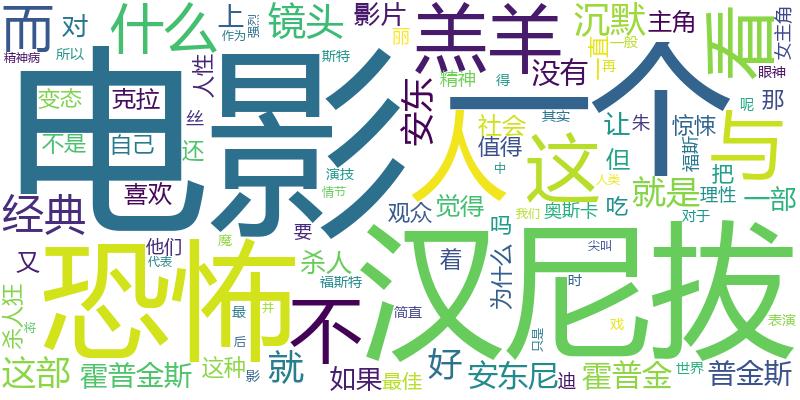 而 对 上 什么 镜头 影片 羔羊 沉默 主角 看 女主角
所以 作为 强烈 丽 一直 一般 再
精神病 人性 斯特 没有 眼神
电影 一个
变态 克拉 丝 安东 精神 得 社会 其实 让 朱 惊悚 那 呢
不是 自己 还 人 这 值得 但 福斯 与
喜欢 演技 情节 中 人类 把
经典 观众 觉得 我们 奥斯卡 吃 就是 理性 一部
又 他们 要 吗 对于
恐怖 汉尼拔
代表 魔 杀人 着 为什么 尖叫
杀人狂 不 福斯特 时
将 最 并 简直 戏 表演
后 只是
这部 霍普金斯 这种 影 就 如果 最佳 好 安东尼 迪 霍普金 世界 普金斯